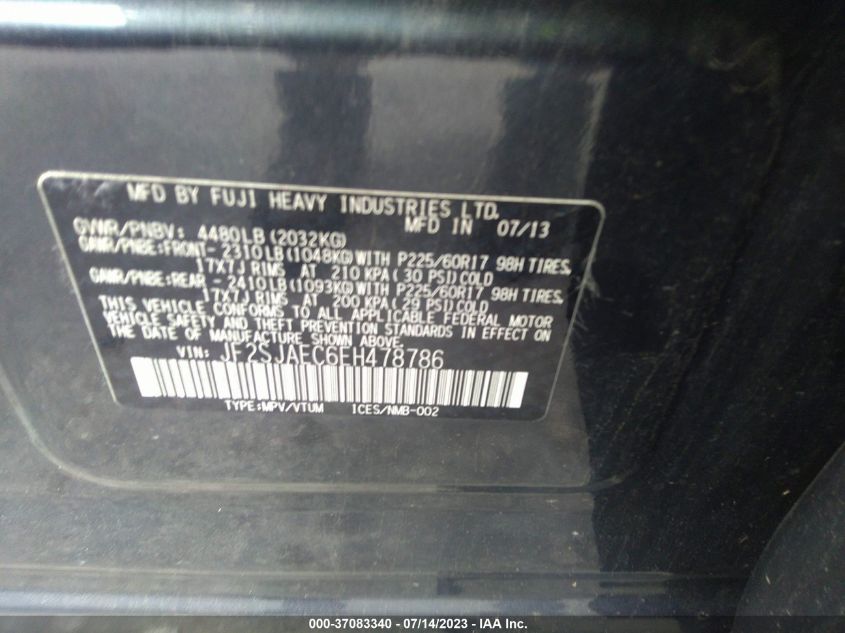 MFD BY FUJI HEAVY INDUSTRIES LTD.
MFD IN 07/13
GVWR/PNBV: 4480LB(2032KG)
GAWR/PNBE:FRONT- 2310LB(1048KG)WITH P225/60R17 98H TIRES,
17X7J RIMS AT 210 KPA(30 PSI)COLD
GAWR/PNBE:REAR - 2410LB(1093KG)WITH P225/60R17 98H TIRES,
17X7J RIMS AT 200 KPA(29 PSI)COLD
THIS VEHICLE CONFORMS TO ALL APPLICABLE FEDERAL MOTOR
VEHICLE SAFETY AND THEFT PREVENTION STANDARDS IN EFFECT ON
THE DATE OF MANUFACTURE SHOWN ABOVE.
VIN: JF2SJAEC6EH478786
TYPE:MPV/VTUM ICES/NMB-002
000-37083340 - 07/14/2023 - IAA Inc.